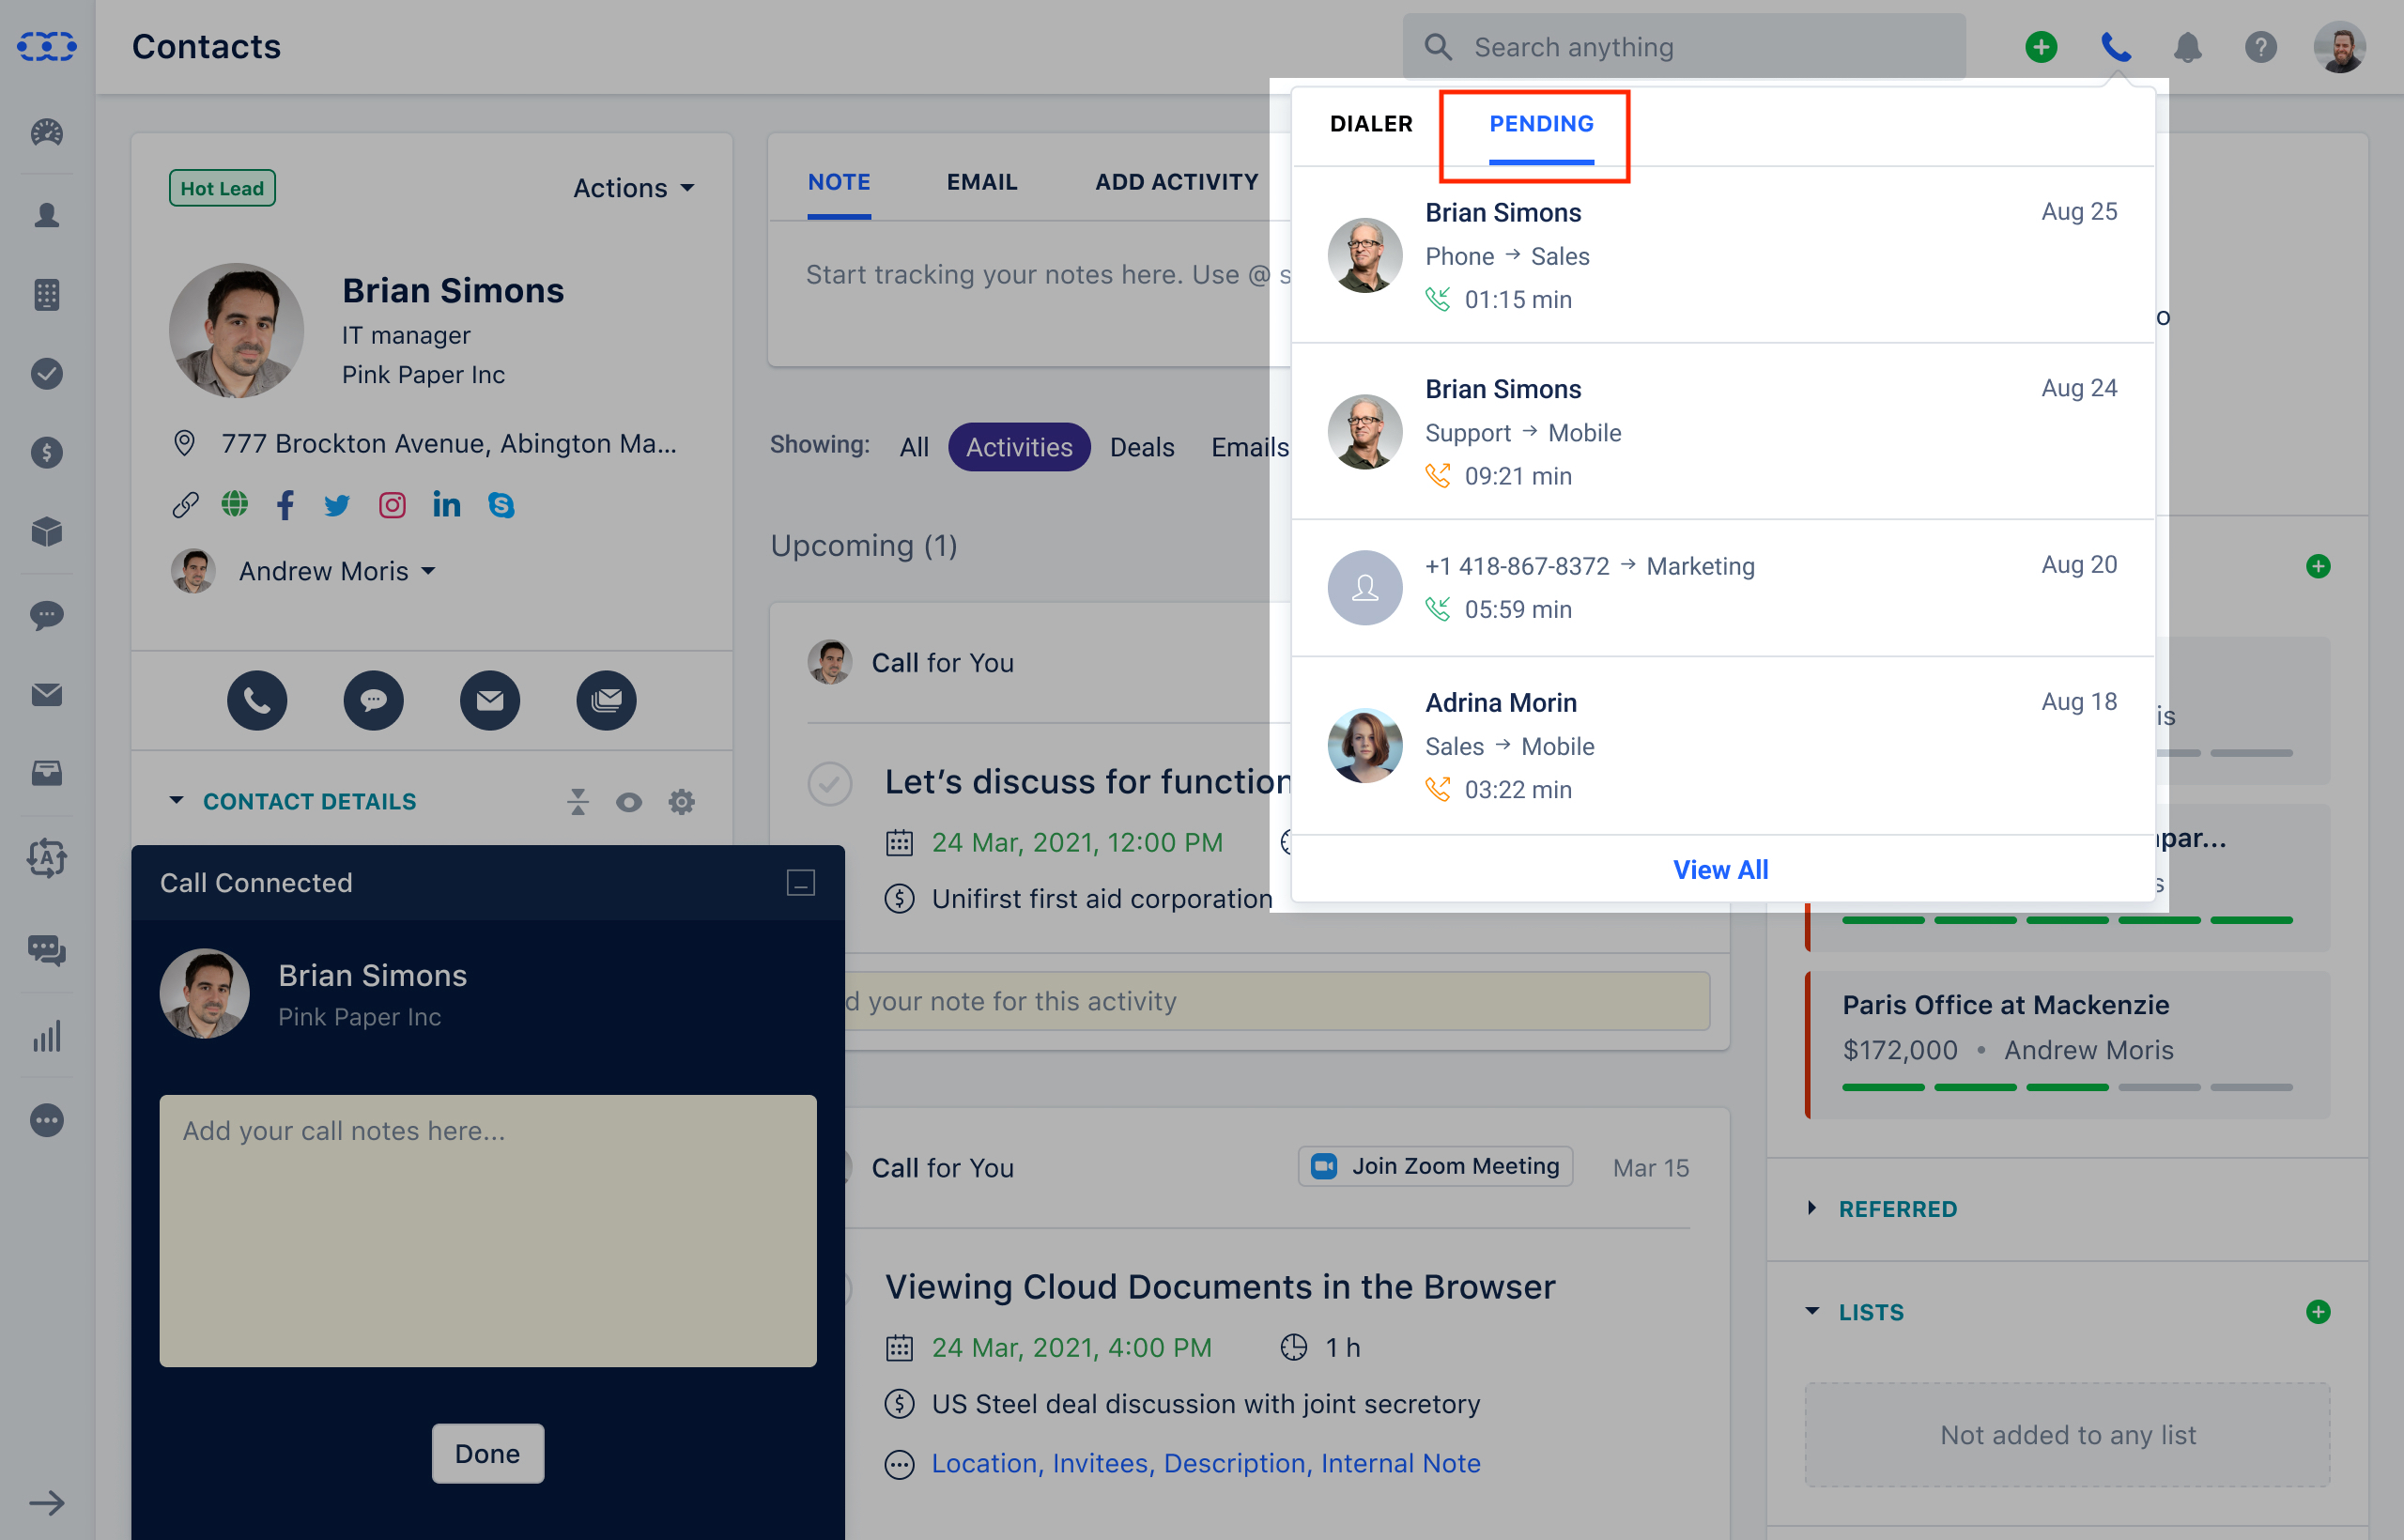 Contacts
Search anything
Hot Lead
Actions
Brian Simons
IT manager
Pink Paper Inc
777 Brockton Avenue, Abington Ma...
Andrew Moris
CONTACT DETAILS
Call Connected
Brian Simons
Pink Paper Inc
Add your call notes here...
Done
NOTE EMAIL ADD ACTIVITY
Start tracking your notes here. Use @ s
Showing: All Activities Deals Emails
Upcoming (1)
Call for You
Let's discuss for function
24 Mar, 2021, 12:00 PM
Unifirst first aid corporation
d your note for this activity
Call for You
Join Zoom Meeting
Mar 15
Viewing Cloud Documents in the Browser
24 Mar, 2021, 4:00 PM 1 h
US Steel deal discussion with joint secretory
Location, Invitees, Description, Internal Note
DIALER PENDING
Brian Simons Aug 25
Phone → Sales
01:15 min
Brian Simons Aug 24
Support → Mobile
09:21 min
+1 418-867-8372 → Marketing Aug 20
05:59 min
Adrina Morin Aug 18
Sales → Mobile
03:22 min
View All
Paris Office at Mackenzie
$172,000 • Andrew Moris
REFERRED
LISTS
Not added to any list